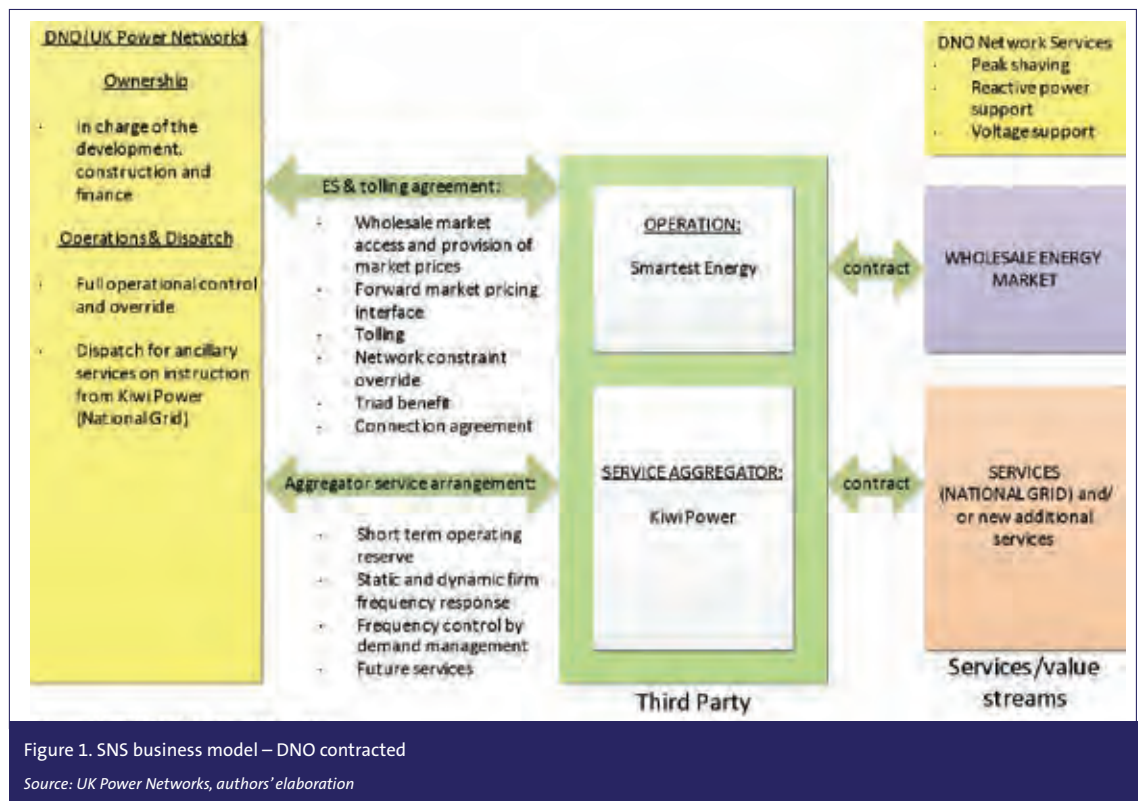 DNO(UK Power Networks
Ownership
· In charge of the
development,
construction and
finance
Operations & Dispatch
· Full operational control
and override
· Dispatch for ancillary
services on instruction
from Kiwi Power
(National Grid)
ES & tolling agreement:
· Wholesale market
access and provision of
market prices
· Forward market pricing
interface
· Tolling
· Network constraint
override
· Triad benefit
· Connection agreement
Aggregator service arrangement:
· Short term operating
reserve
· Static and dynamic firm
frequency response
· Frequency control by
demand management
· Future services
OPERATION:
Smartest Energy
SERVICE AGGREGATOR:
Kiwi Power
Third Party
contract
contract
DNO Network Services
· Peak shaving
· Reactive power
support
· Voltage support
WHOLESALE ENERGY
MARKET
SERVICES
(NATIONAL GRID) and/
or new additional
services
Services/value
streams
Figure 1. SNS business model – DNO contracted
Source: UK Power Networks, authors' elaboration